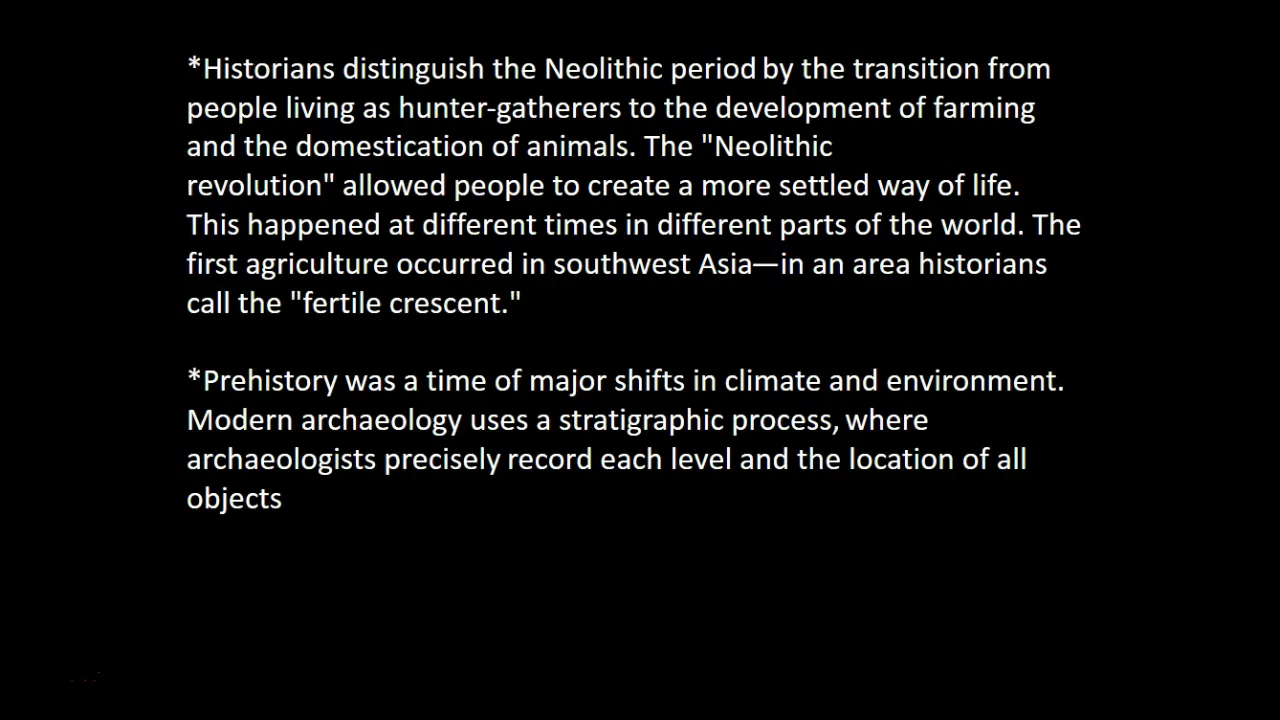 *Historians distinguish the Neolithic period by the transition from
people living as hunter-gatherers to the development of farming
and the domestication of animals. The "Neolithic
revolution" allowed people to create a more settled way of life.
This happened at different times in different parts of the world. The
first agriculture occurred in southwest Asia—in an area historians
call the "fertile crescent."
*Prehistory was a time of major shifts in climate and environment.
Modern archaeology uses a stratigraphic process, where
archaeologists precisely record each level and the location of all
objects